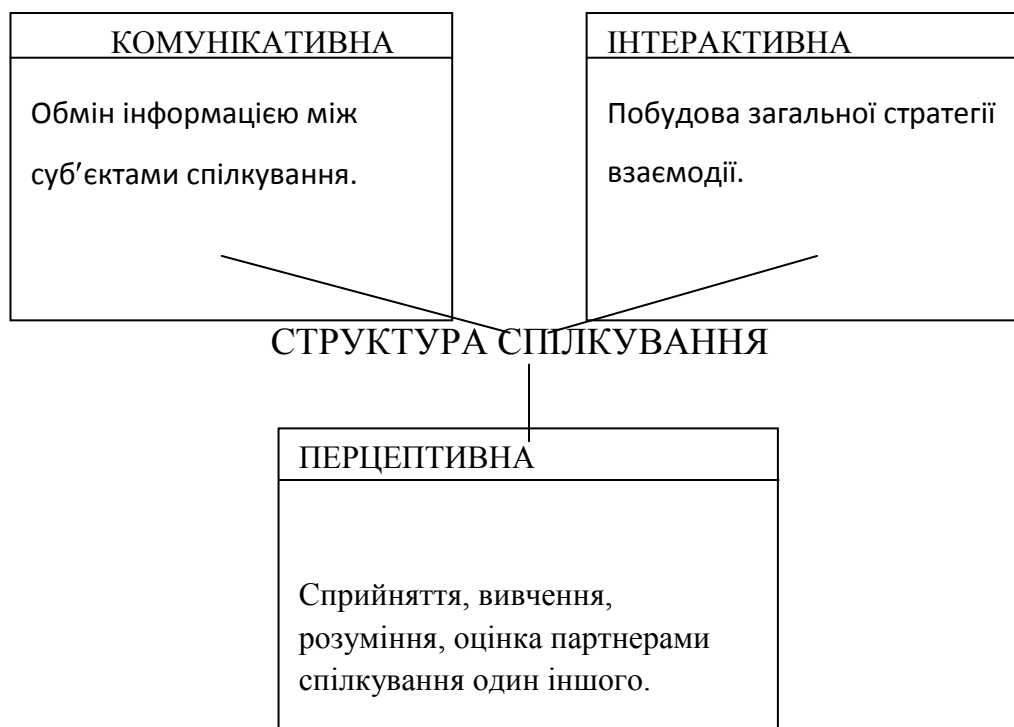 КОМУНІКАТИВНА
Обмін інформацією між
суб′єктами спілкування.
ІНТЕРАКТИВНА
Побудова загальної стратегії
взаємодії.
СТРУКТУРА СПІЛКУВАННЯ
ПЕРЦЕПТИВНА
Сприйняття, вивчення,
розуміння, оцінка партнерами
спілкування один іншого.